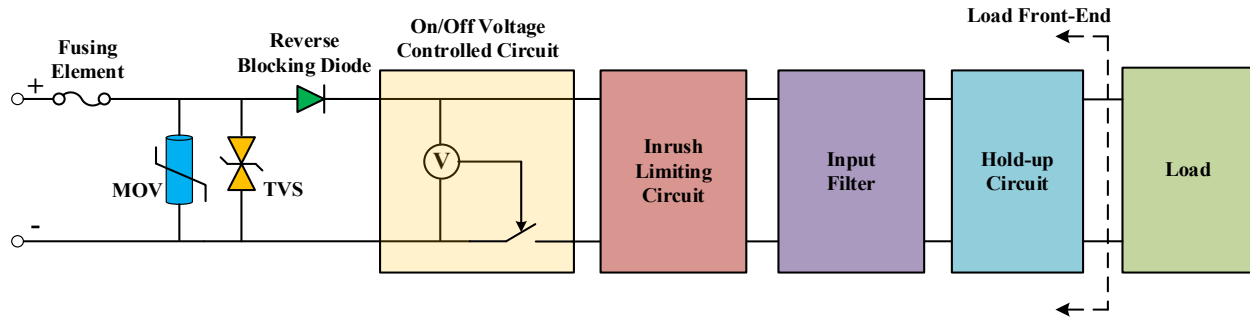 Fusing
Element
+
-
MOV
TVS
Reverse
Blocking Diode
On/Off Voltage
Controlled Circuit
V
Inrush
Limiting
Circuit
Input
Filter
Hold-up
Circuit
Load Front-End
Load